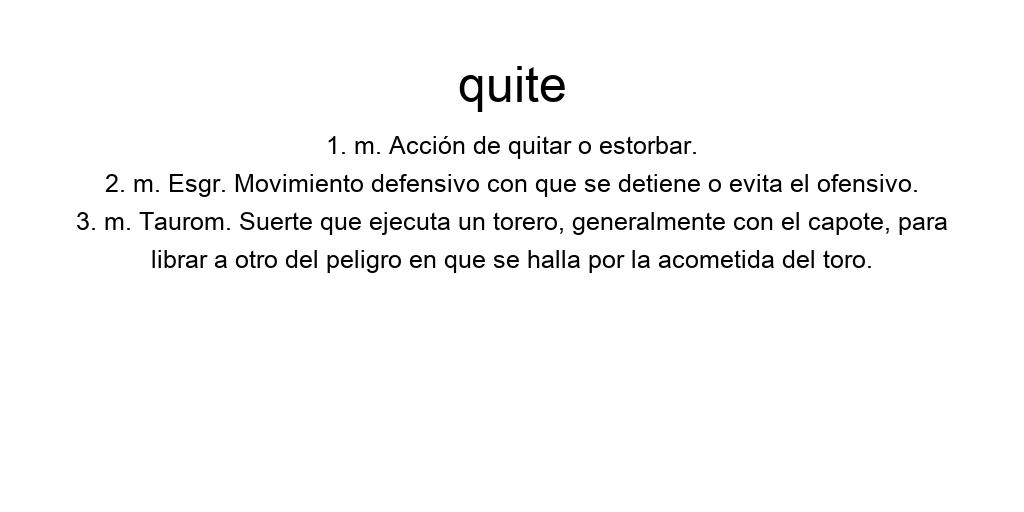 quite
1. m. Acción de quitar o estorbar.
2. m. Esgr. Movimiento defensivo con que se detiene o evita el ofensivo.
3. m. Taurom. Suerte que ejecuta un torero, generalmente con el capote, para
librar a otro del peligro en que se halla por la acometida del toro.